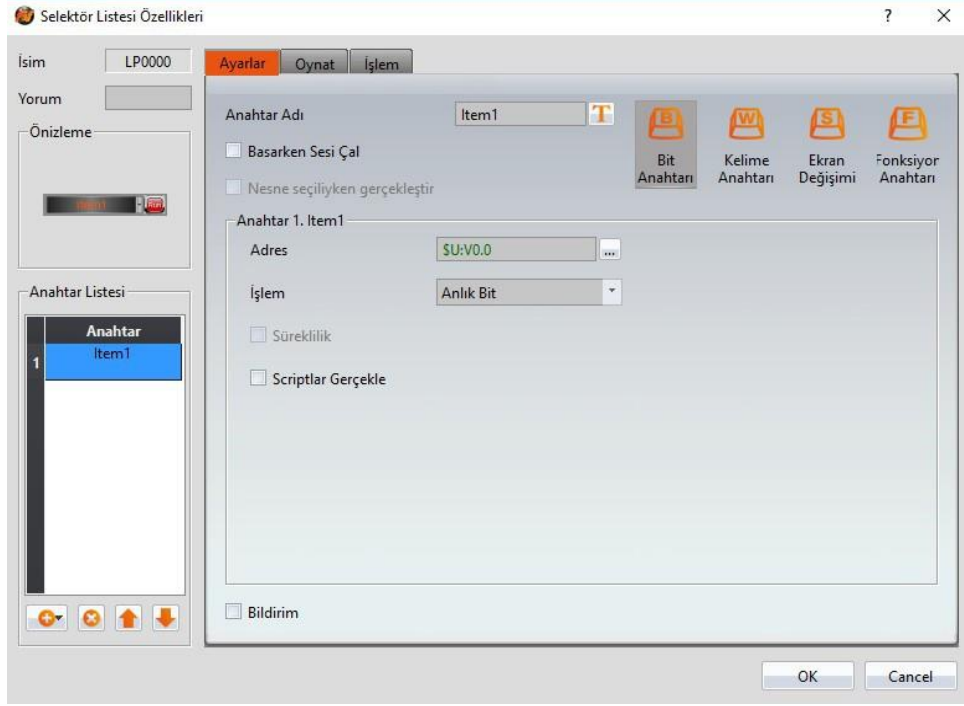 Selektör Listesi Özellikleri
?
İsim
LP0000
Yorum
Önizleme
Anahtar Listesi
Anahtar
1
Item1
Ayarlar
Oynat
İşlem
Anahtar Adı
Item1
T
Basarken Sesi Çal
Nesne seçiliyken gerçekleştir
B
Bit
Anahtarı
W
Kelime
Anahtarı
S
Ekran
Değişimi
F
Fonksiyor
Anahtarı
Anahtar 1. Item1
Adres
$U:V0.0
...
İşlem
Anlık Bit
Süreklilik
Scriptlar Gerçekle
Bildirim
OK
Cancel